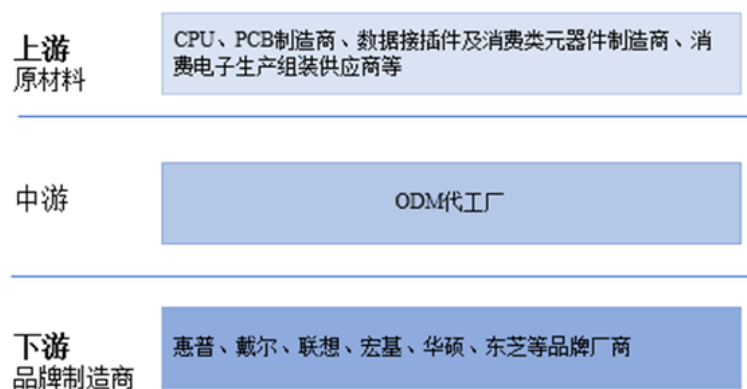 上游
原材料
CPU、PCB制造商、数据接插件及消费类元器件制造商、消
费电子生产组装供应商等
中游
ODM代工厂
下游
品牌制造商
惠普、戴尔、联想、宏基、华硕、东芝等品牌厂商